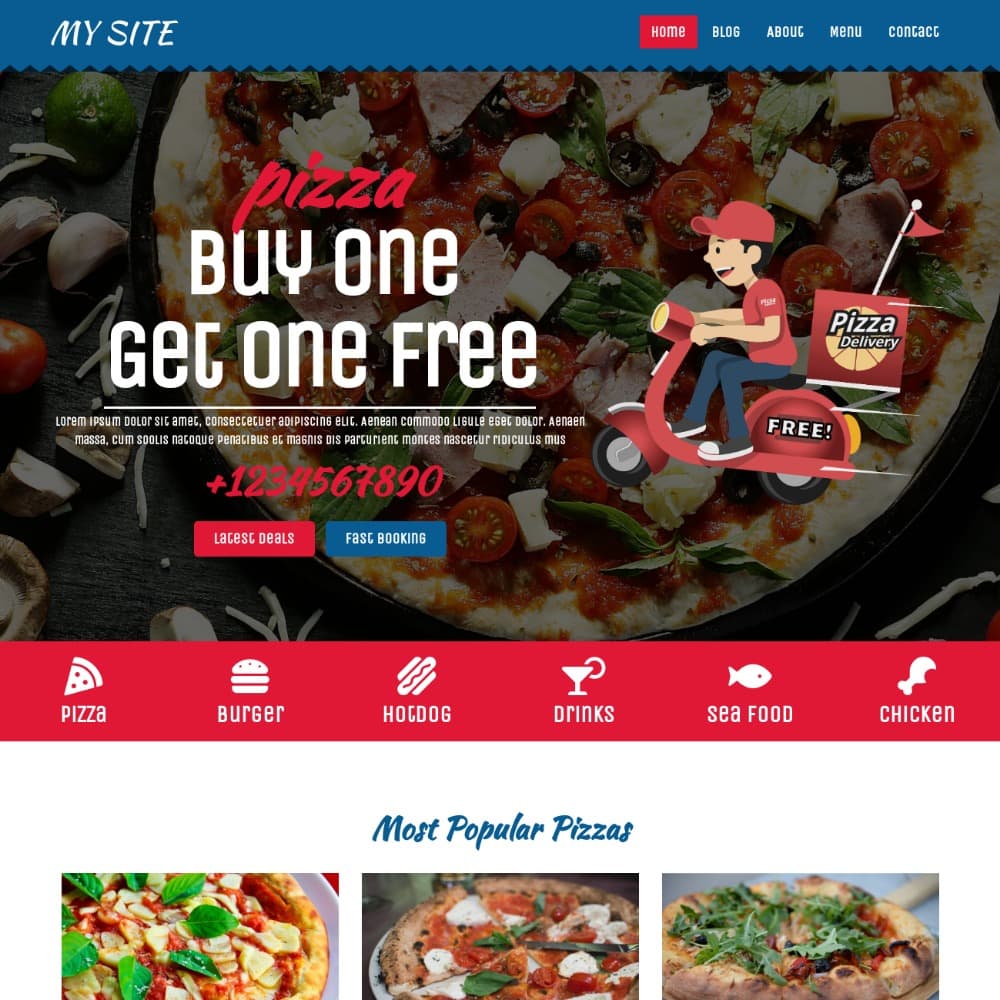 MY SITE
Home Blog About Menu Contact
pizza
Buy One
Get One Free
Lorem ipsum dolor sit amet, consectetuer adipiscing elit. Aenean commodo ligule eget dolor. Aenaen
massa, cum spolis natoque penatibus et magnis dis parturient montes nascetur ridiculus mus
+1234567890
Latest Deals Fast Booking
Pizza
Delivery
FREE!
Pizza Burger Hotdog Drinks Sea Food Chicken
Most Popular Pizzas